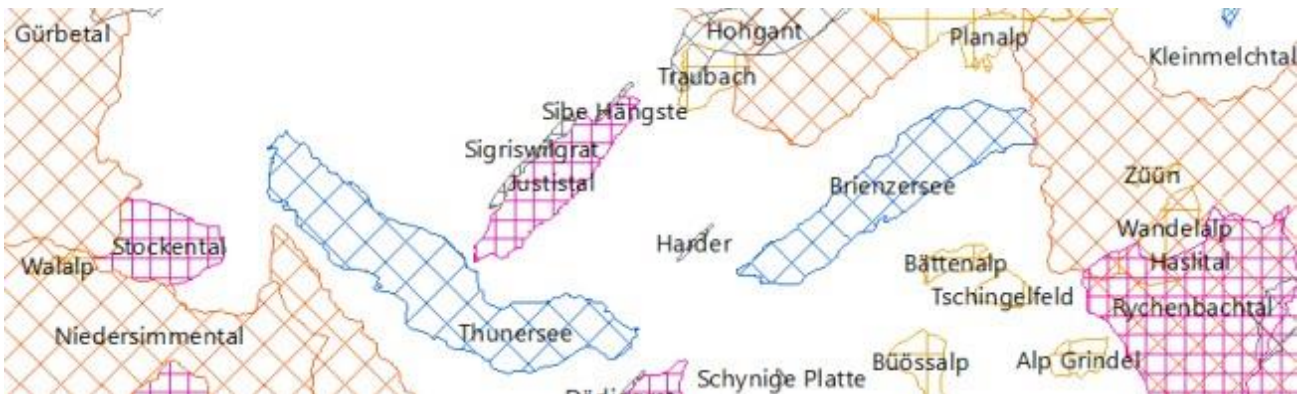 Gürbetal
Hohgant
Planalp
Kleinmelchtal
Traubach
Sibe Hängste
Sigriswilgrat
Justistal
Züün
Brienzersee
Wandelalp
Stockental
Harder
Haslital
Walalp
Bättenalp
Tschingelfeld
Rychenbachtal
Niedersimmental
Thunersee
Büössalp
Alp Grindel
Schynige Platte